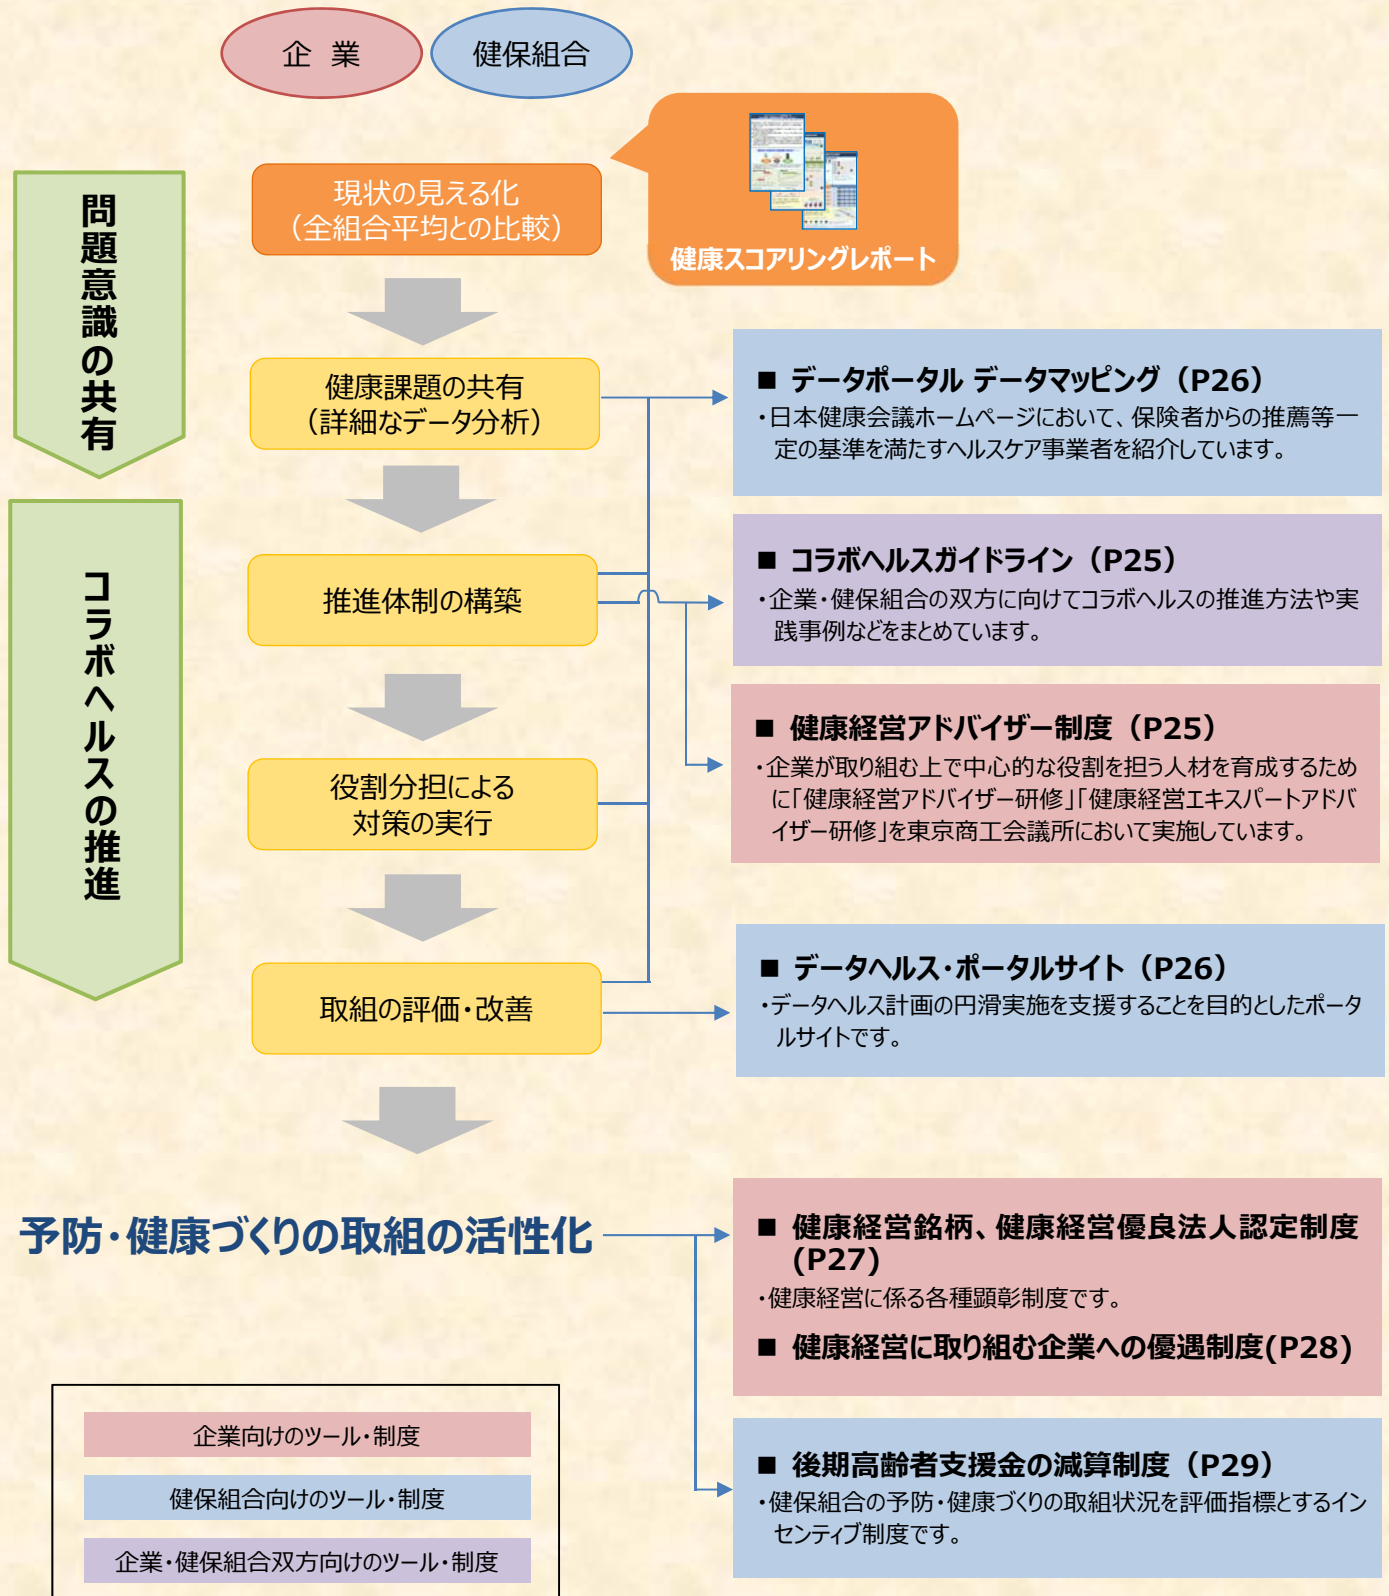 企 業
健保組合
現状の見える化
（全組合平均との比較）
健康スコアリングレポート
問題意識の共有
健康課題の共有
（詳細なデータ分析）
■ データポータル データマッピング（P26）
・日本健康会議ホームページにおいて、保険者からの推薦等一
定の基準を満たすヘルスケア事業者を紹介しています。
コラボヘルスの推進
推進体制の構築
■ コラボヘルスガイドライン（P25）
・企業・健保組合の双方に向けてコラボヘルスの推進方法や実
践事例などをまとめています。
■ 健康経営アドバイザー制度（P25）
・企業が取り組む上で中心的な役割を担う人材を育成するため
に「健康経営アドバイザー研修」「健康経営エキスパートアドバ
イザー研修」を東京商工会議所において実施しています。
役割分担による
対策の実行
取組の評価・改善
■ データヘルス・ポータルサイト（P26）
・データヘルス計画の円滑実施を支援することを目的としたポータ
ルサイトです。
予防・健康づくりの取組の活性化
■ 健康経営銘柄、健康経営優良法人認定制度
(P27)
・健康経営に係る各種顕彰制度です。
■ 健康経営に取り組む企業への優遇制度(P28)
■ 後期高齢者支援金の減算制度（P29）
・健保組合の予防・健康づくりの取組状況を評価指標とするイン
センティブ制度です。
企業向けのツール・制度
健保組合向けのツール・制度
企業・健保組合双方向けのツール・制度